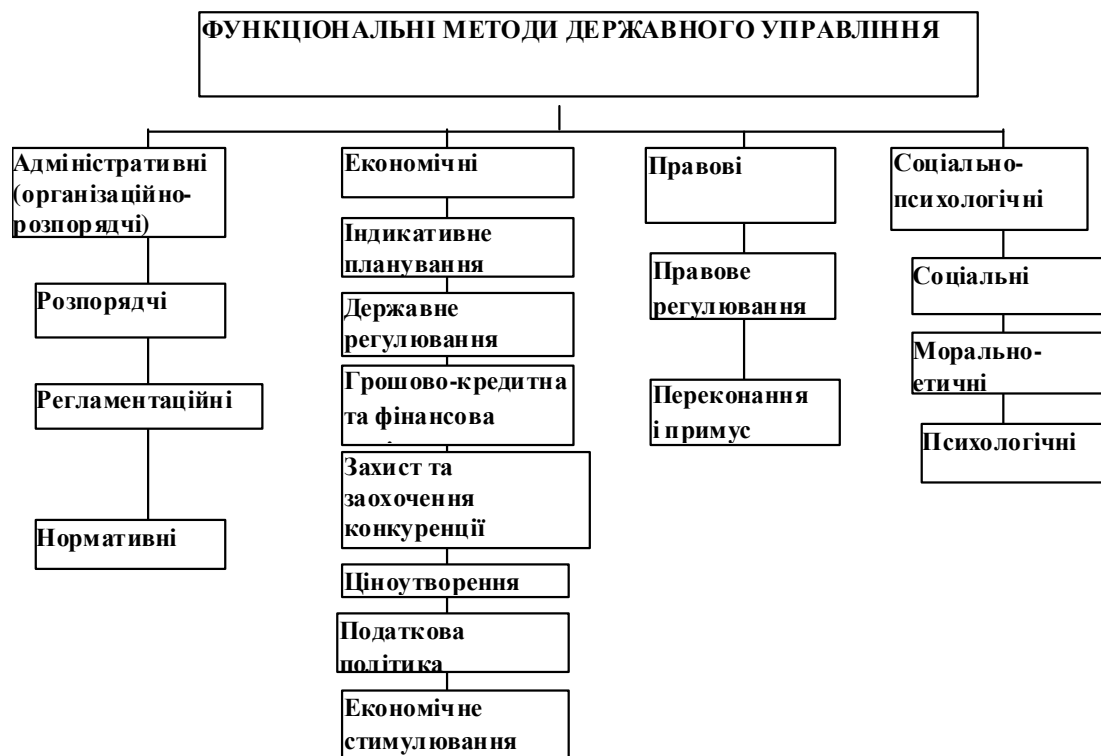 ФУНКЦІОНАЛЬНІ МЕТОДИ ДЕРЖАВНОГО УПРАВЛІННЯ
Адміністративні
(організаційно-
розпорядчі)
Розпорядчі
Регламентаційні
Нормативні
Економічні
Індикативне
планування
Державне
регулювання
Грошово-кредитна
та фінансова
Захист та
заохочення
конкуренції
Ціноутворення
Податкова
політика
Економічне
стимулювання
Правові
Правове
регулювання
Переконання
і примус
Соціально-
психологічні
Соціальні
Морально-
етичні
Психологічні